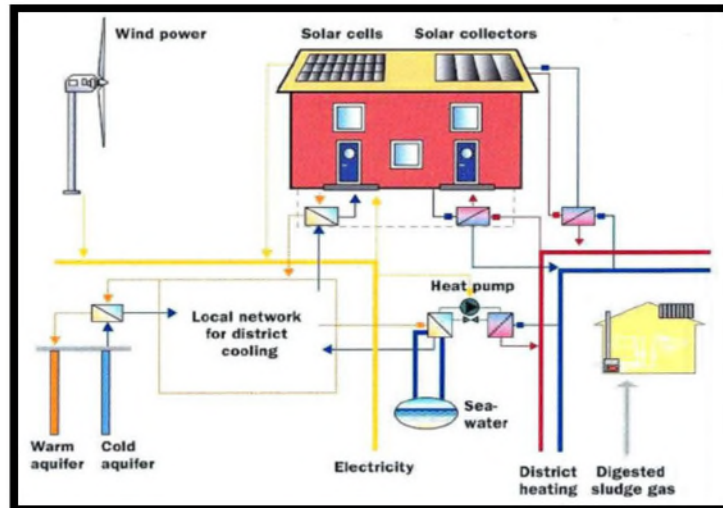 Wind power
Solar cells
Solar collectors
Heat pump
Local network
for district
cooling
Sea-
water
Warm
aquifer
Cold
aquifer
Electricity
District
heating
Digested
sludge gas